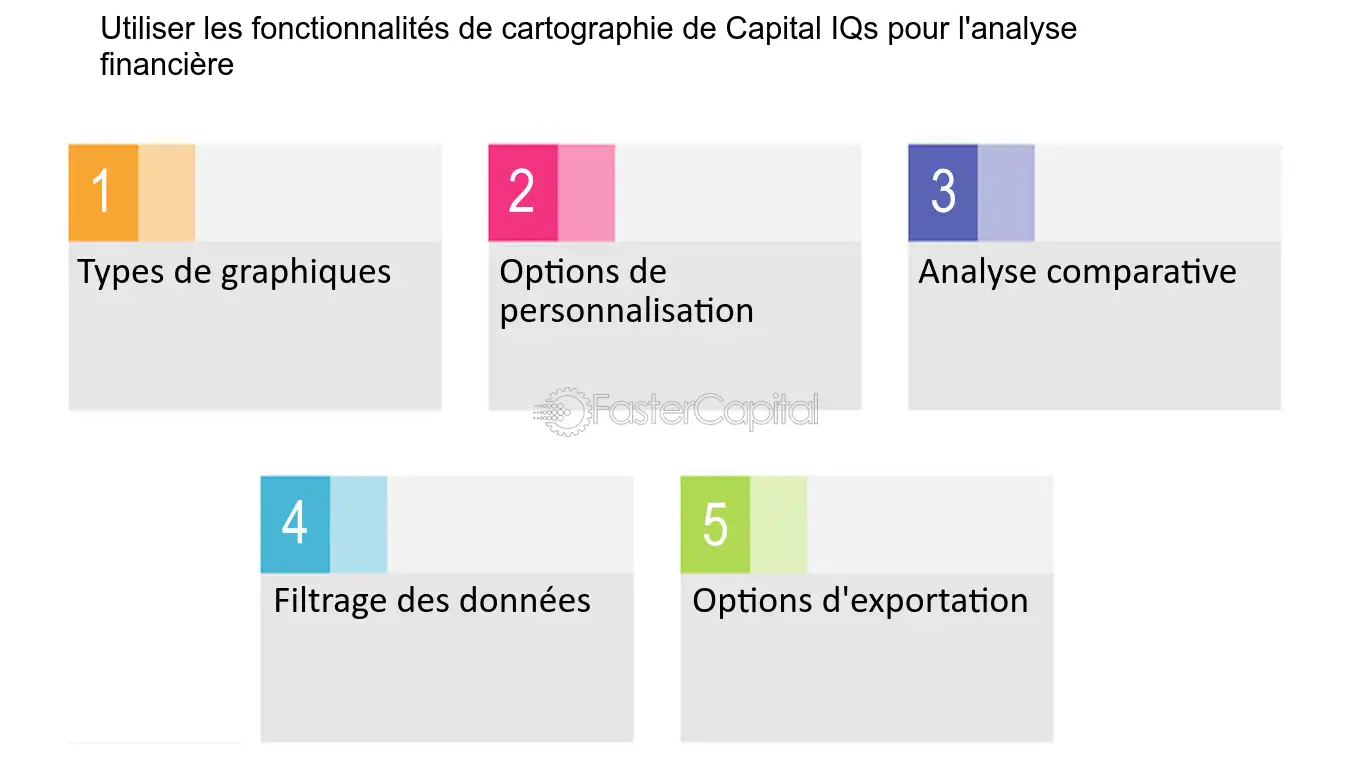 Utiliser les fonctionnalités de cartographie de Capital IQs pour l'analyse
financière
1
2
3
Types de graphiques
Options de
personnalisation
Analyse comparative
FasterCapital
4
5
Filtrage des données
Options d'exportation